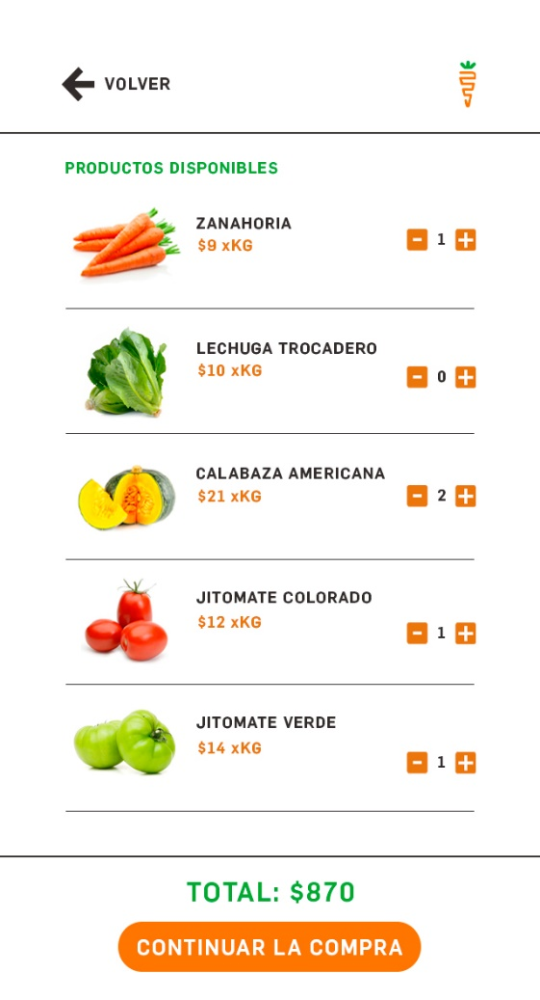 VOLVER
PRODUCTOS DISPONIBLES
ZANAHORIA
$9 xKG
- 1 +
LECHUGA TROCADERO
$10 xKG
- 0 +
CALABAZA AMERICANA
$21 xKG
- 2 +
JITOMATE COLORADO
$12 xKG
- 1 +
JITOMATE VERDE
$14 xKG
- 1 +
TOTAL: $870
CONTINUAR LA COMPRA